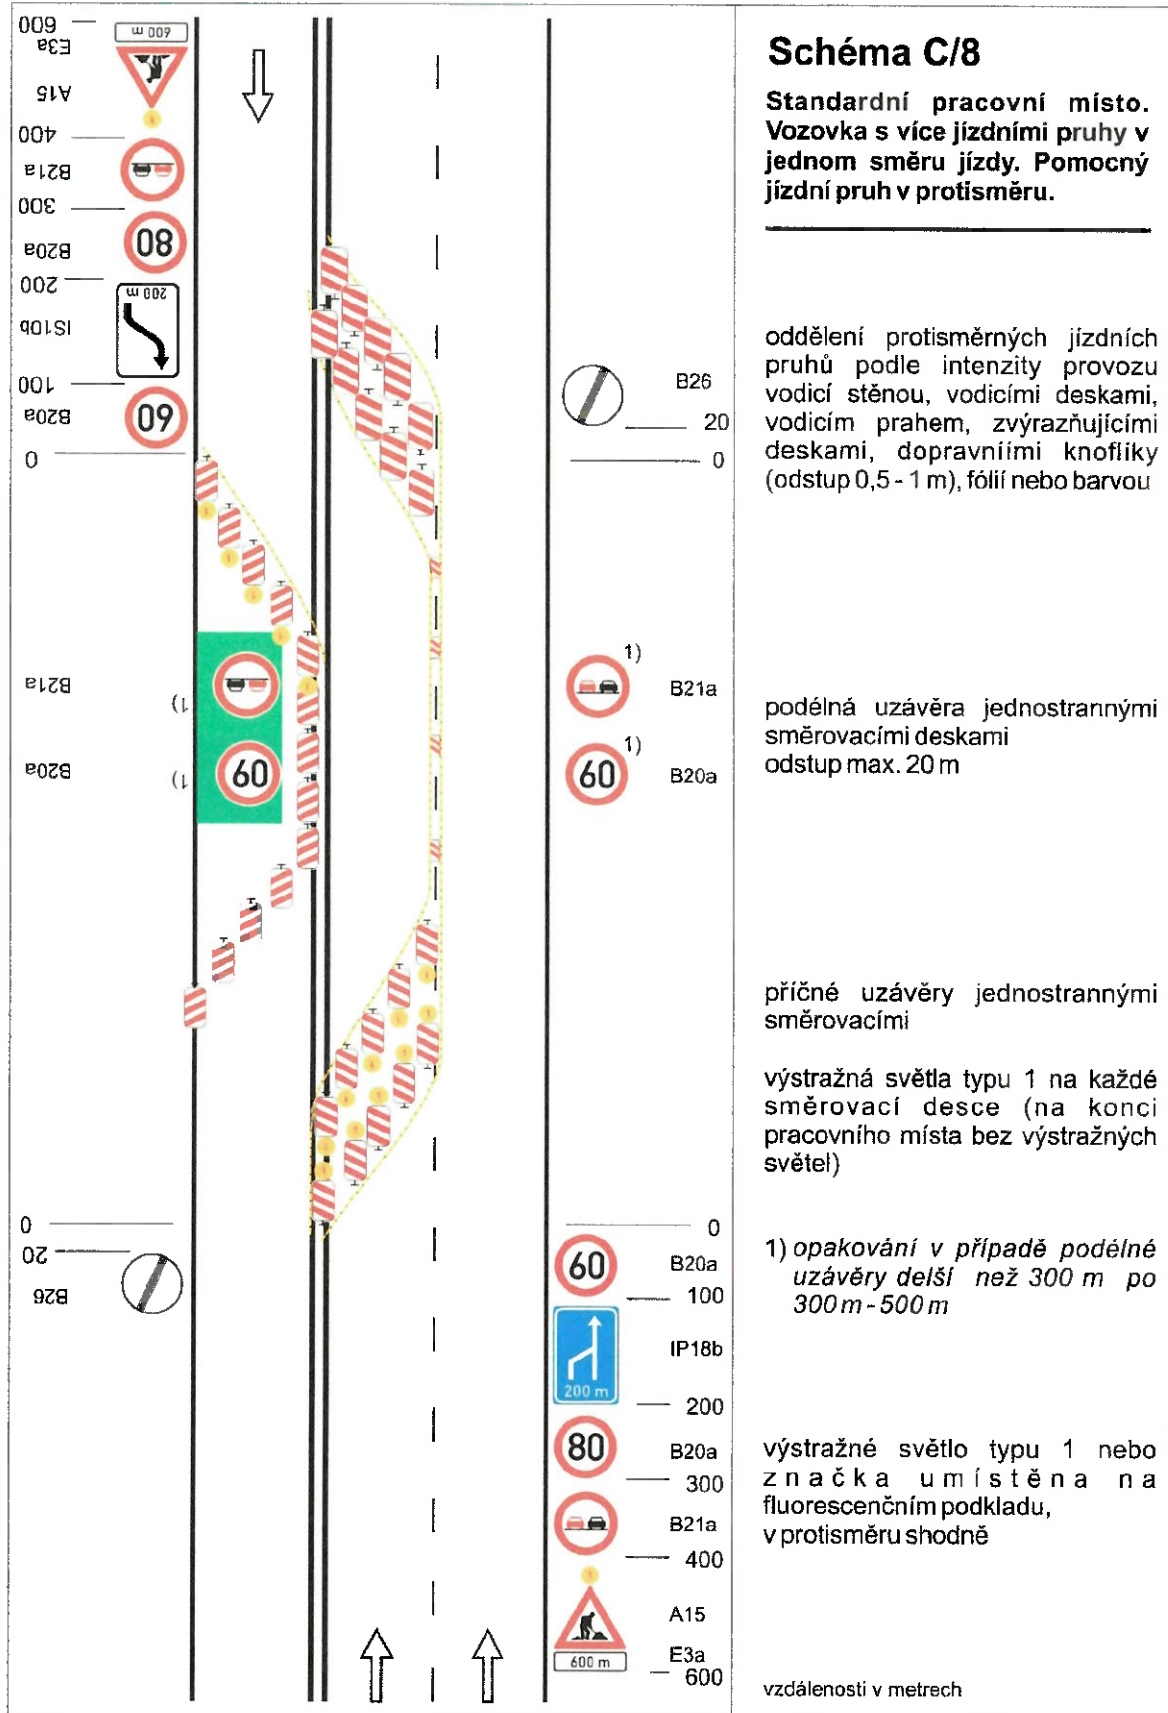 600
E3a
600 m
A15
400
B21a
300
B20a
80
200
IS10b
200 m
100
B20a
60
0
B21a
1)
B20a
1)
60
0
20
B26
B26
20
0
1)
B21a
1)
60
B20a
0
60
B20a
100
IP18b
200 m
200
80
B20a
300
B21a
400
A15
E3a
600 m
600
Schéma C/8
Standardní pracovní místo.
Vozovka s více jízdními pruhy v
jednom směru jízdy. Pomocný
jízdní pruh v protisměru.
oddělení protisměrných jízdních
pruhů podle intenzity provozu
vodicí stěnou, vodicími deskami,
vodicím prahem, zvýrazňujícími
deskami, dopravniími knoflíky
(odstup 0,5 - 1 m), fólií nebo barvou
podélná uzávěra jednostrannými
směrovacími deskami
odstup max. 20 m
příčné uzávěry jednostrannými
směrovacími
výstražná světla typu 1 na každé
směrovací desce (na konci
pracovního místa bez výstražných
světel)
1) opakování v případě podélné
uzávěry delší než 300 m po
300 m - 500 m
výstražné světlo typu 1 nebo
značka umístěna na
fluorescenčním podkladu,
v protisměru shodně
vzdálenosti v metrech